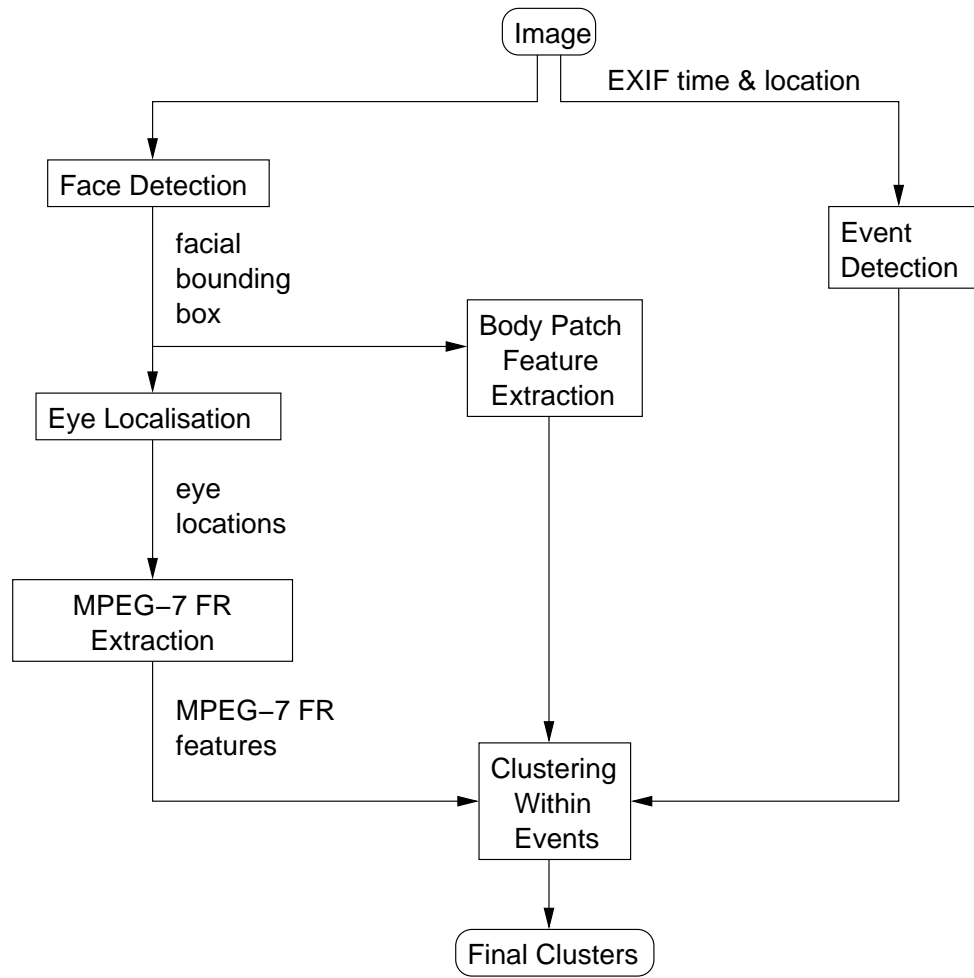 Image
EXIF time & location
Face Detection
facial
bounding
box
Event
Detection
Body Patch
Feature
Extraction
Eye Localisation
eye
locations
MPEG−7 FR
Extraction
MPEG−7 FR
features
Clustering
Within
Events
Final Clusters